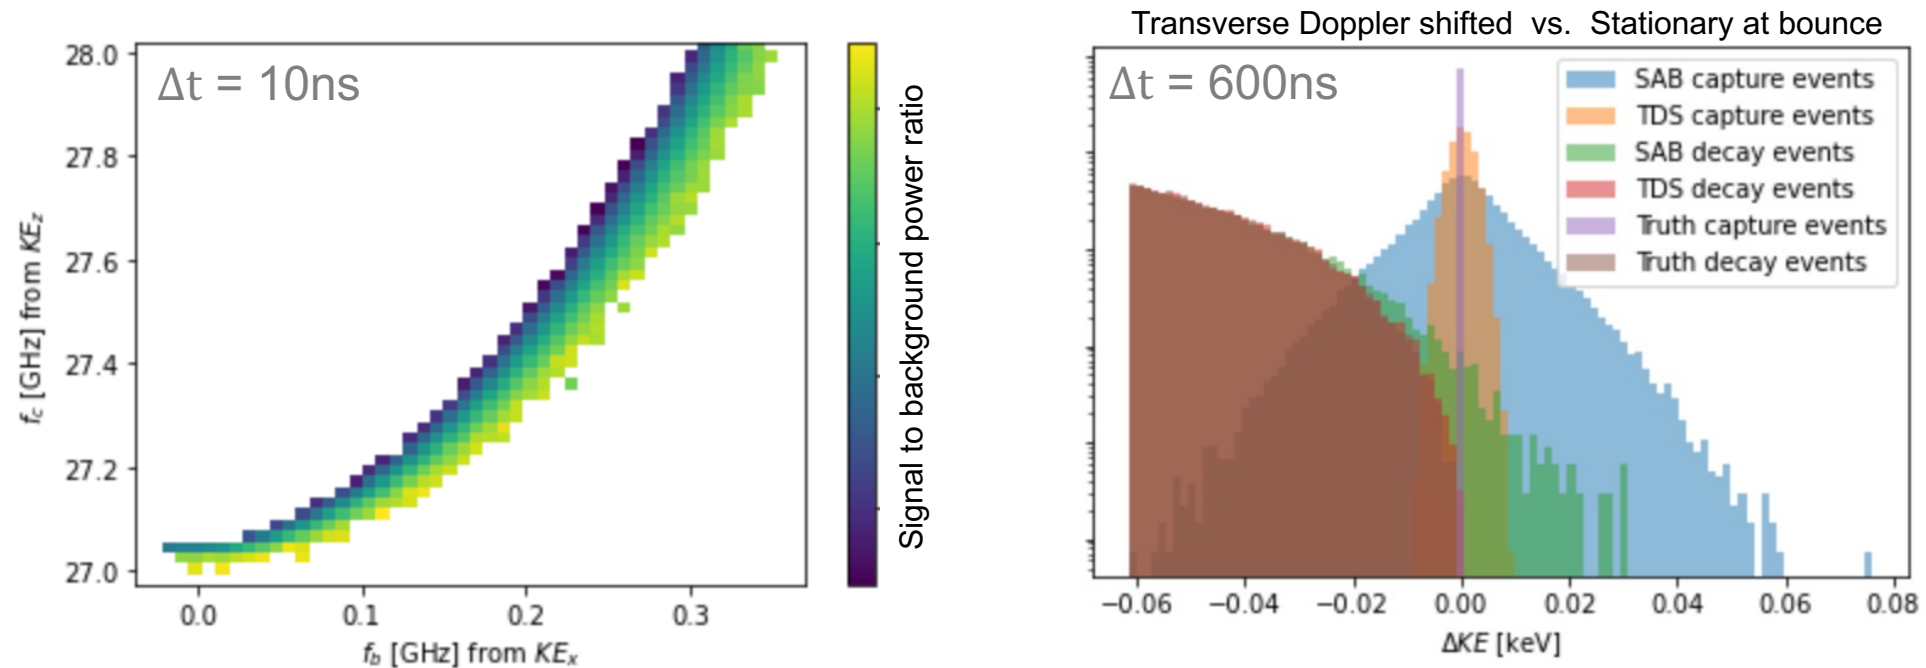 Δt = 10ns
28.0
27.8
27.6
27.4
27.2
27.0
f_c [GHz] from KE_z
0.0 0.1 0.2 0.3
f_b [GHz] from KE_x
Signal to background power ratio
Transverse Doppler shifted vs. Stationary at bounce
Δt = 600ns
SAB capture events
TDS capture events
SAB decay events
TDS decay events
Truth capture events
Truth decay events
−0.06 −0.04 −0.02 0.00 0.02 0.04 0.06 0.08
ΔKE [keV]